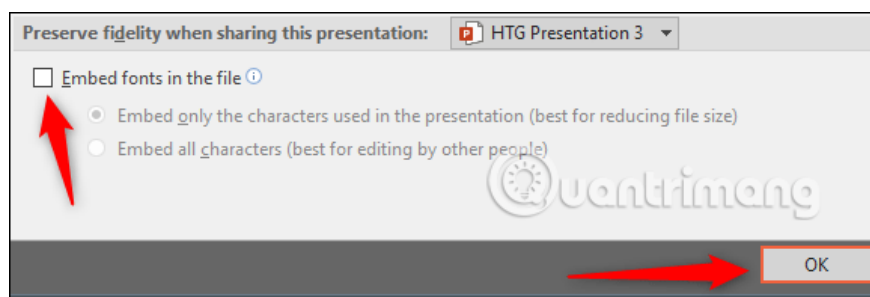 Preserve fidelity when sharing this presentation: HTG Presentation 3
Embed fonts in the file
Embed only the characters used in the presentation (best for reducing file size)
Embed all characters (best for editing by other people)
Quantrimang
OK